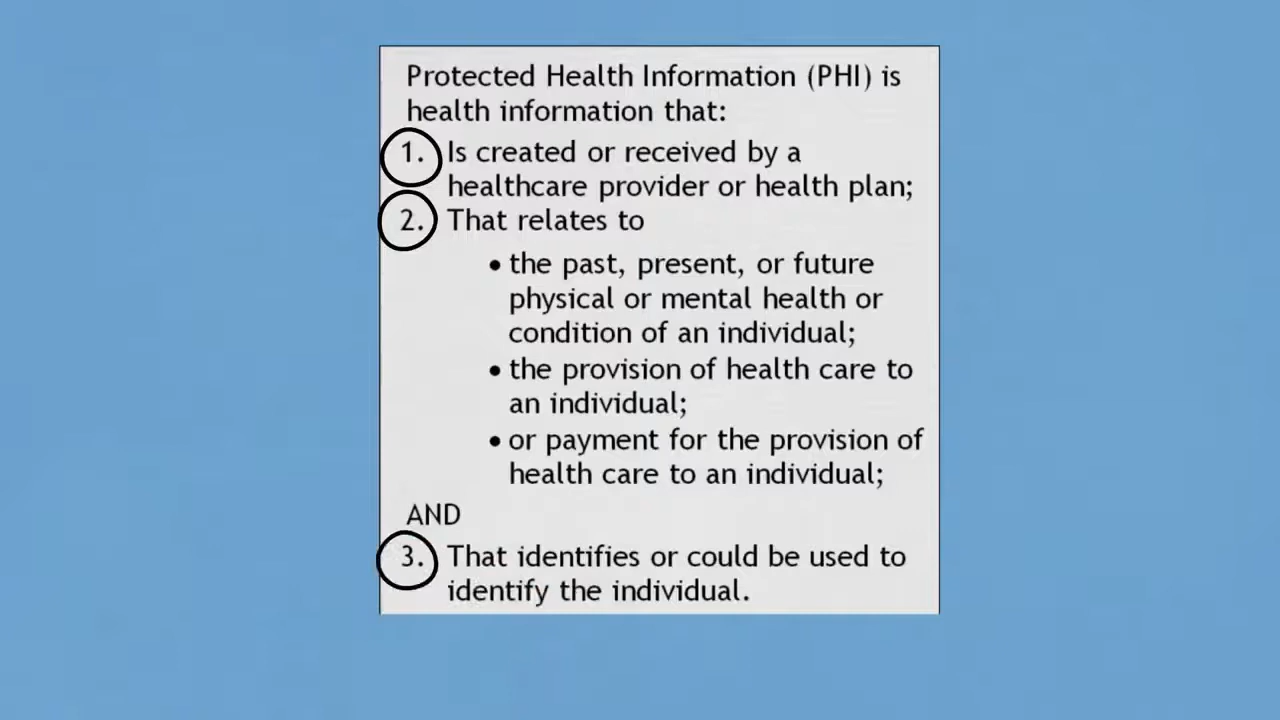 Protected Health Information (PHI) is
health information that:
1. Is created or received by a
healthcare provider or health plan;
2. That relates to
• the past, present, or future
physical or mental health or
condition of an individual;
• the provision of health care to
an individual;
• or payment for the provision of
health care to an individual;
AND
3. That identifies or could be used to
identify the individual.